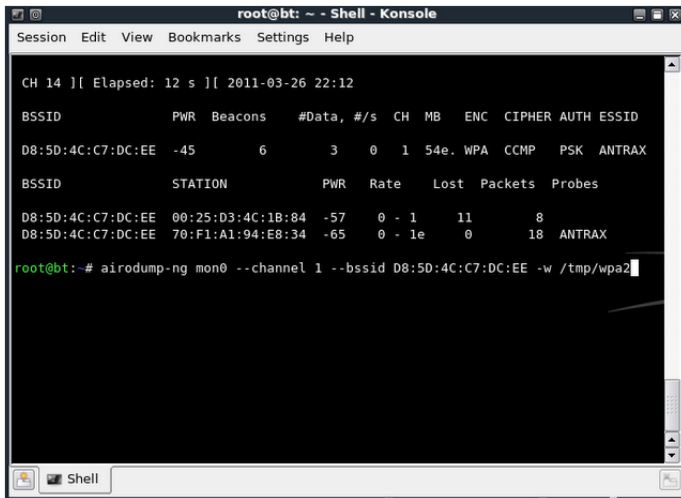 root@bt: ~ - Shell - Konsole
Session Edit View Bookmarks Settings Help
CH 14 ][ Elapsed: 12 s ][ 2011-03-26 22:12
BSSID PWR Beacons #Data, #/s CH MB ENC CIPHER AUTH ESSID
D8:5D:4C:C7:DC:EE -45 6 3 0 1 54e. WPA CCMP PSK ANTRAX
BSSID STATION PWR Rate Lost Packets Probes
D8:5D:4C:C7:DC:EE 00:25:D3:4C:1B:84 -57 0 - 1 11 8
D8:5D:4C:C7:DC:EE 70:F1:A1:94:E8:34 -65 0 - 1e 0 18 ANTRAX
root@bt:~# airodump-ng mon0 --channel 1 --bssid D8:5D:4C:C7:DC:EE -w /tmp/wpa2
Shell